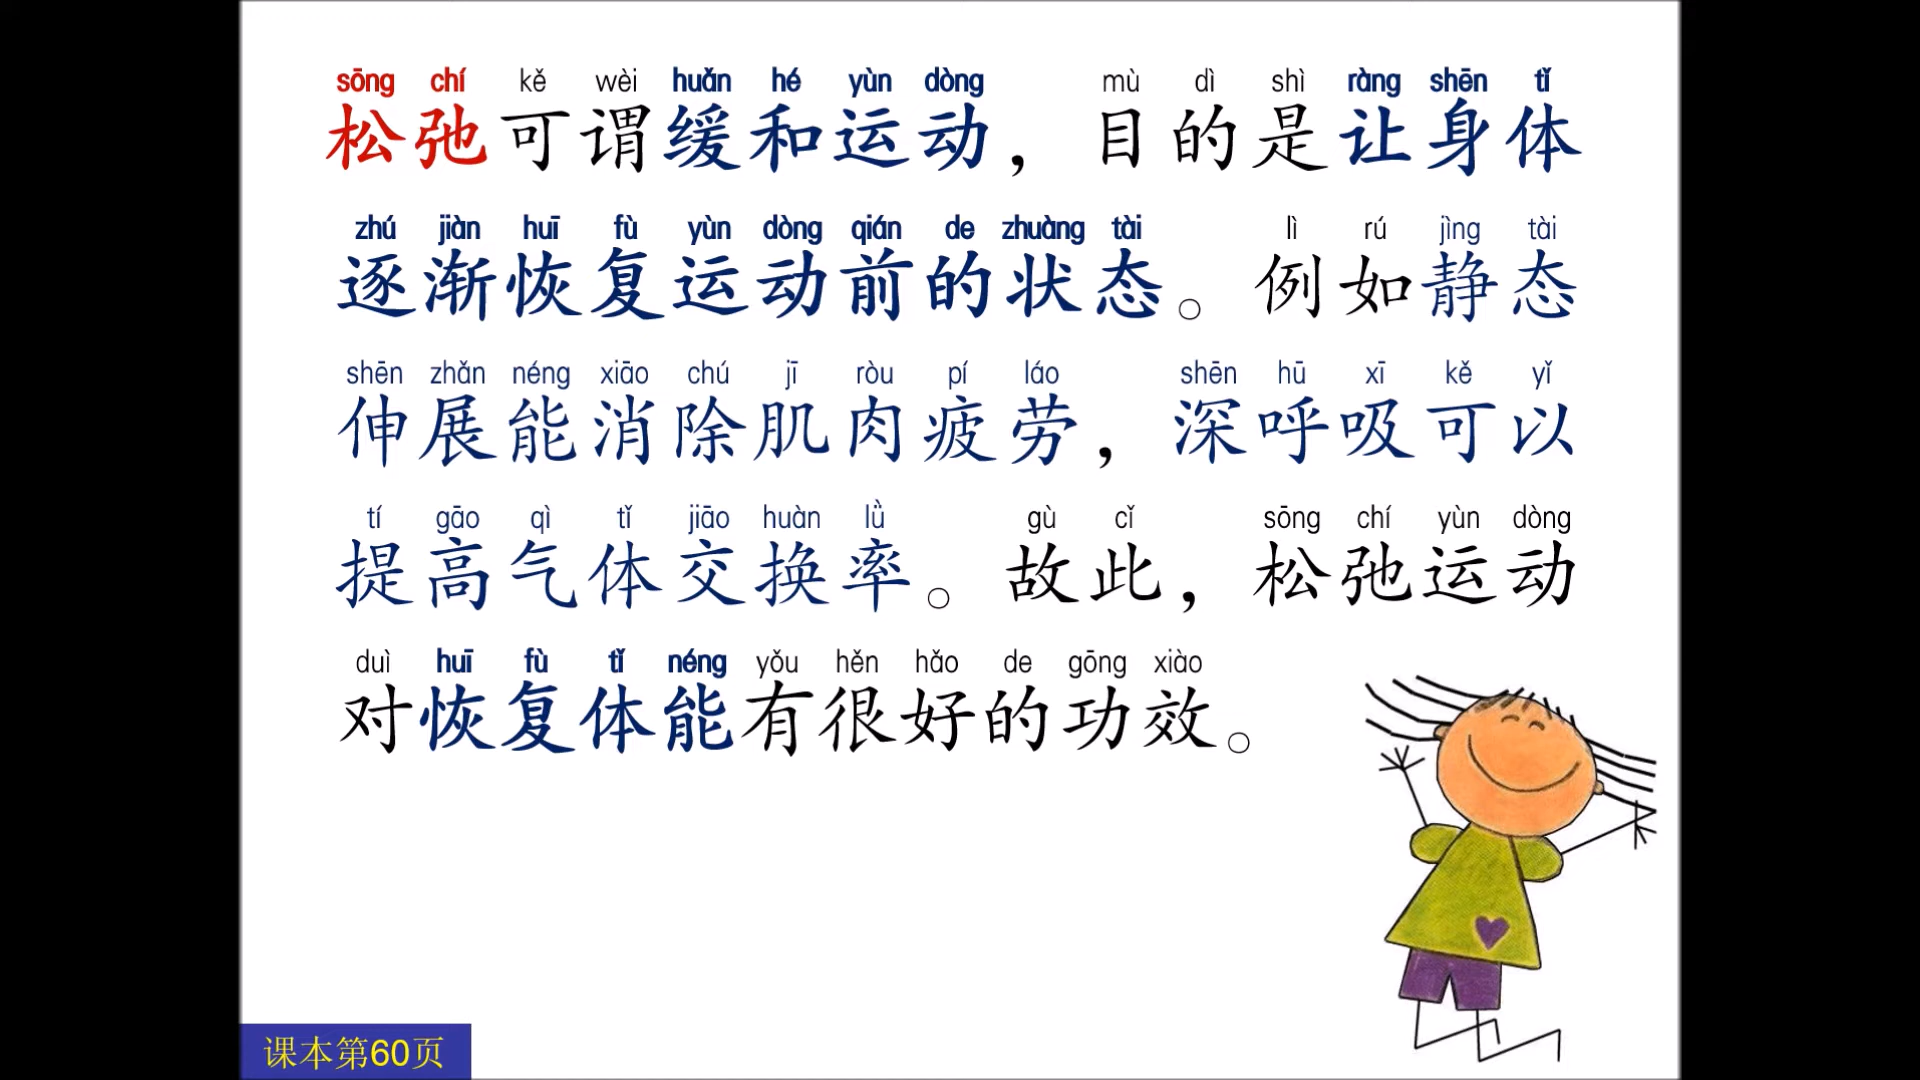 sōng chí kě wèi huǎn hé yùn dòng mù dì shì ràng shēn tǐ
松弛可谓缓和运动，目的是让身体
zhú jiàn huī fù yùn dòng qián de zhuàng tài lì rú jìng tài
逐渐恢复运动前的状态。例如静态
shēn zhǎn néng xiāo chú jī ròu pí láo shēn hū xī kě yǐ
伸展能消除肌肉疲劳，深呼吸可以
tí gāo qì tǐ jiāo huàn lǜ gù cǐ sōng chí yùn dòng
提高气体交换率。故此，松弛运动
duì huī fù tǐ néng yǒu hěn hǎo de gōng xiào
对恢复体能有很好的功效。
课本第60页